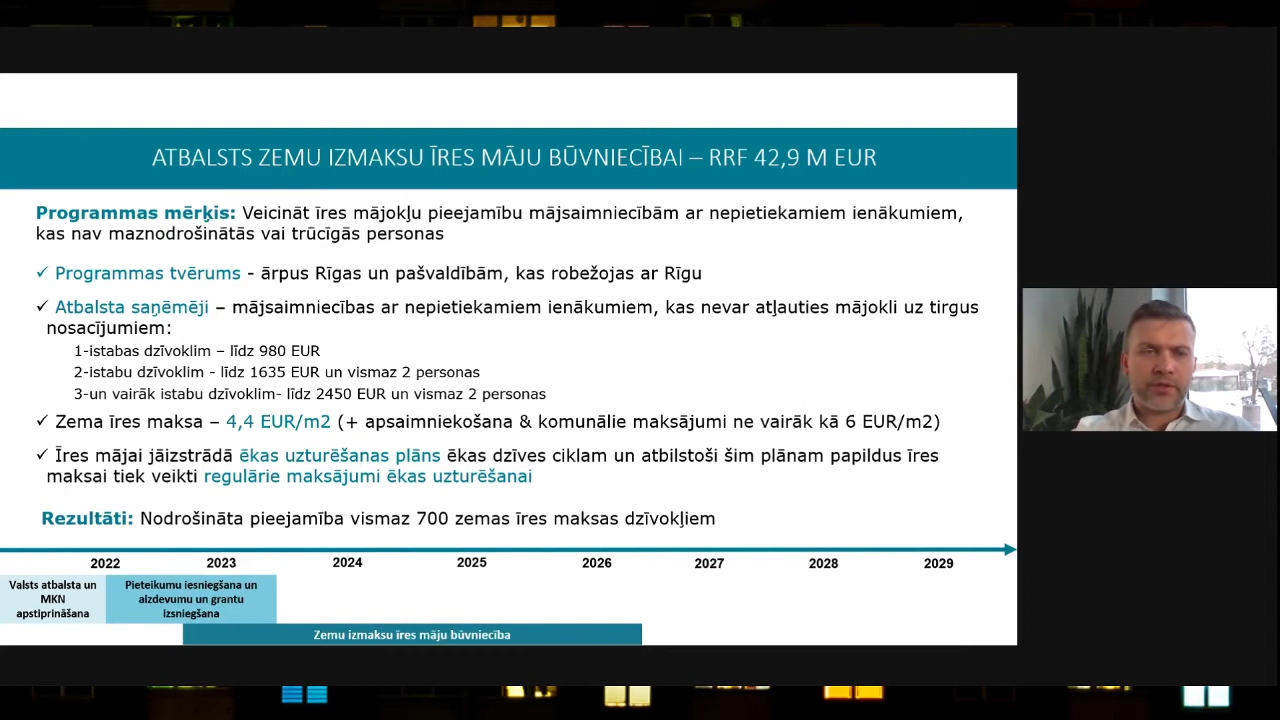 ATBALSTS ZEMU IZMAKSU ĪRES MĀJU BŪVNIECĪBAI – RRF 42,9 M EUR
Programmas mērķis: Veicināt īres mājokļu pieejamību mājsaimniecībām ar nepietiekamiem ienākumiem,
kas nav maznodrošinātās vai trūcīgās personas
✓ Programmas tvērums - ārpus Rīgas un pašvaldībām, kas robežojas ar Rīgu
✓ Atbalsta saņēmēji – mājsaimniecības ar nepietiekamiem ienākumiem, kas nevar atļauties mājokli uz tirgus
nosacījumiem:
1-istabas dzīvoklim – līdz 980 EUR
2-istabu dzīvoklim - līdz 1635 EUR un vismaz 2 personas
3-un vairāk istabu dzīvoklim- līdz 2450 EUR un vismaz 2 personas
✓ Zema īres maksa – 4,4 EUR/m2 (+ apsaimniekošana & komunālie maksājumi ne vairāk kā 6 EUR/m2)
✓ Īres mājai jāizstrādā ēkas uzturēšanas plāns ēkas dzīves ciklam un atbilstoši šim plānam papildus īres
maksai tiek veikti regulārie maksājumi ēkas uzturēšanai
Rezultāti: Nodrošināta pieejamība vismaz 700 zemas īres maksas dzīvokļiem
2022 2023 2024 2025 2026 2027 2028 2029
Valsts atbalsta un
MKN
apstiprināšana
Pieteikumu iesniegšana un
aizdevumu un grantu
izsniegšana
Zemu izmaksu īres māju būvniecība